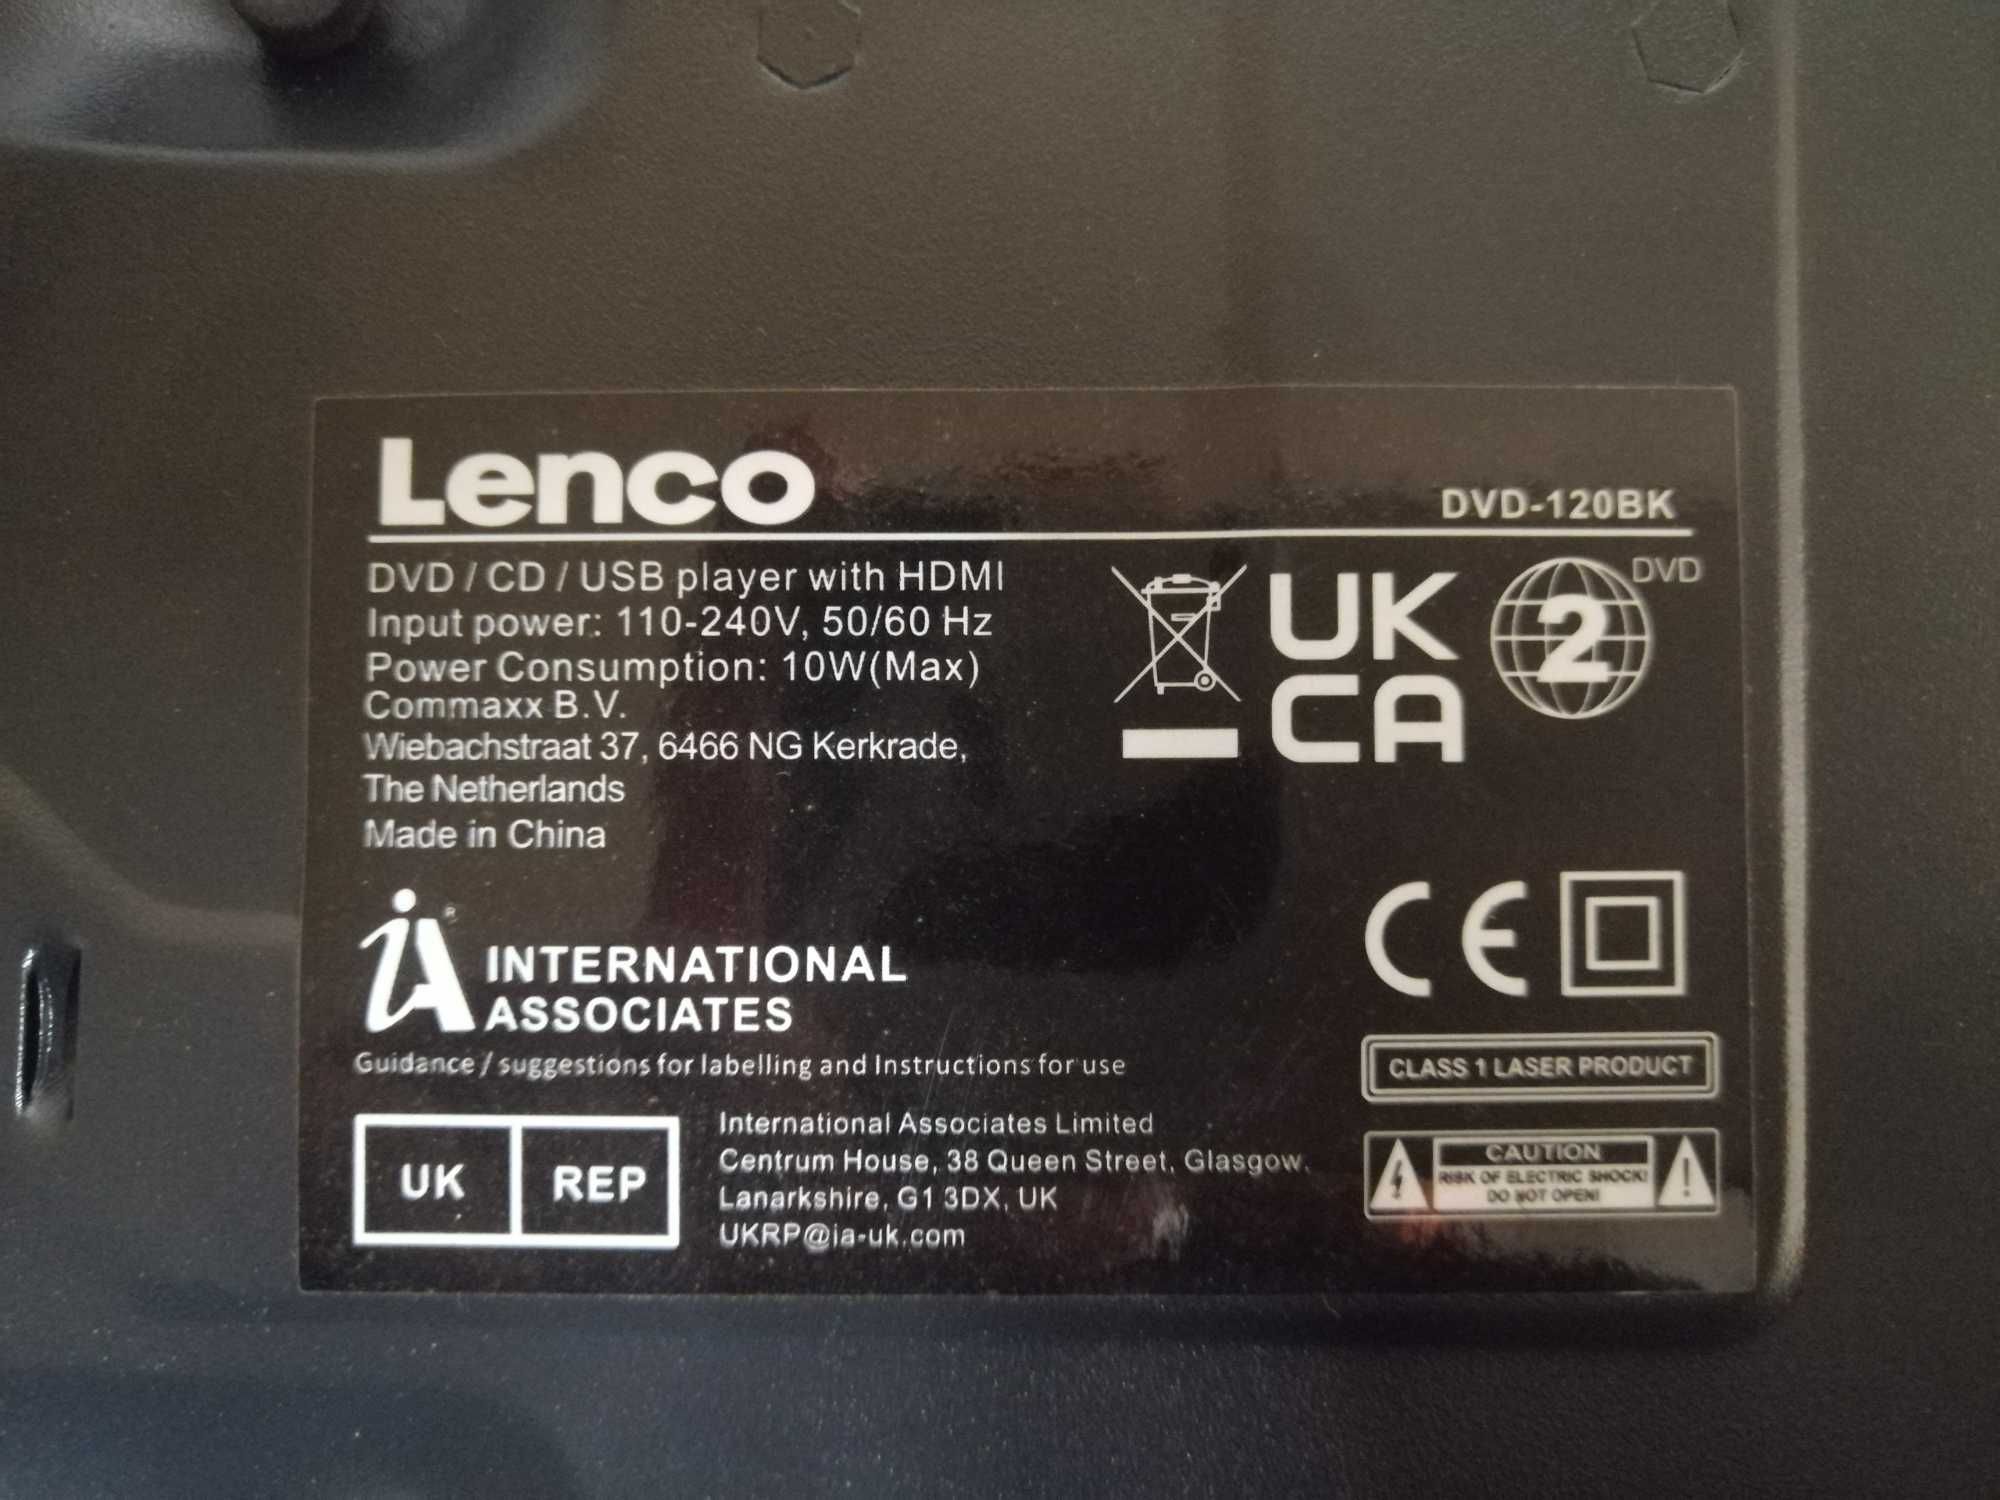 Lenco
DVD-120BK
DVD / CD / USB player with HDMI
Input power: 110-240V, 50/60 Hz
Power Consumption: 10W(Max)
Commaxx B.V.
Wiebachstraat 37, 6466 NG Kerkrade,
The Netherlands
Made in China
UK
CA
2
DVD
iA®
INTERNATIONAL
ASSOCIATES
Guidance / suggestions for labelling and Instructions for use
CE
CLASS 1 LASER PRODUCT
UK REP
International Associates Limited
Centrum House, 38 Queen Street, Glasgow,
Lanarkshire, G1 3DX, UK
UKRP@ia-uk.com
CAUTION
RISK OF ELECTRIC SHOCK!
DO NOT OPEN!